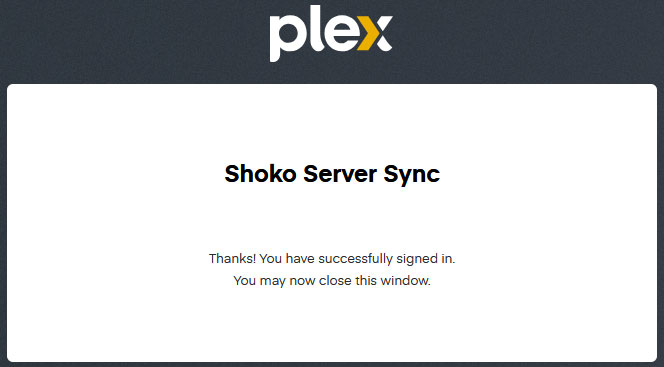 plex
Shoko Server Sync
Thanks! You have successfully signed in.
You may now close this window.